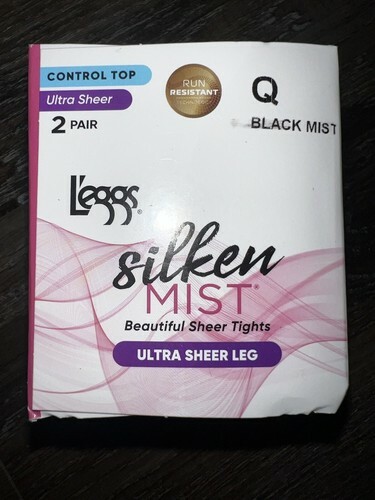 CONTROL TOP
Ultra Sheer
2 PAIR
RUN
RESISTANT
TECHNOLOGY
Q
BLACK MIST
L'eggs®
silken
MIST®
Beautiful Sheer Tights
ULTRA SHEER LEG